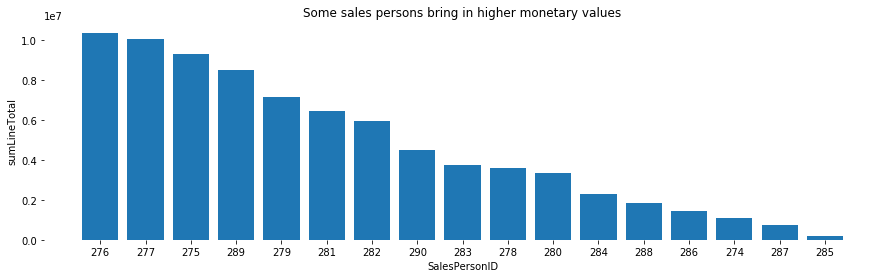 Some sales persons bring in higher monetary values
1e7
1.0
0.8
0.6
0.4
0.2
0.0
sumLineTotal
276 277 275 289 279 281 282 290 283 278 280 284 288 286 274 287 285
SalesPersonID